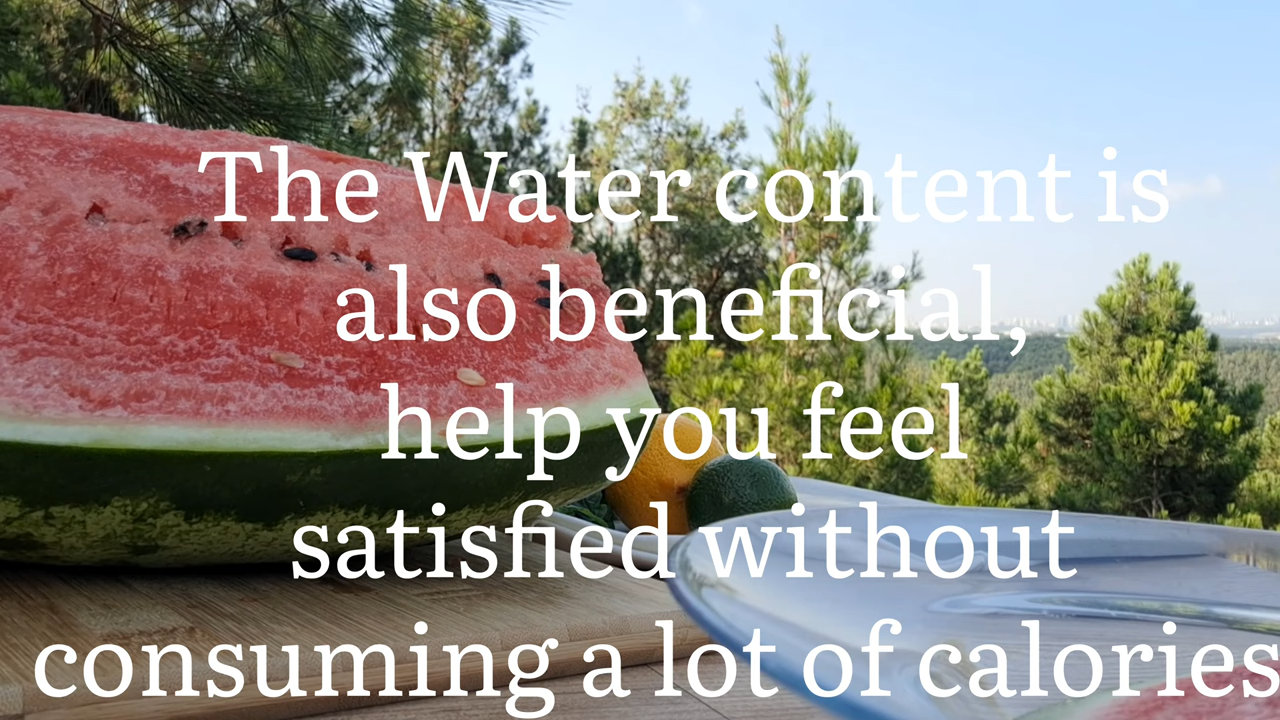 The Water content is
also beneficial,
help you feel
satisfied without
consuming a lot of calories